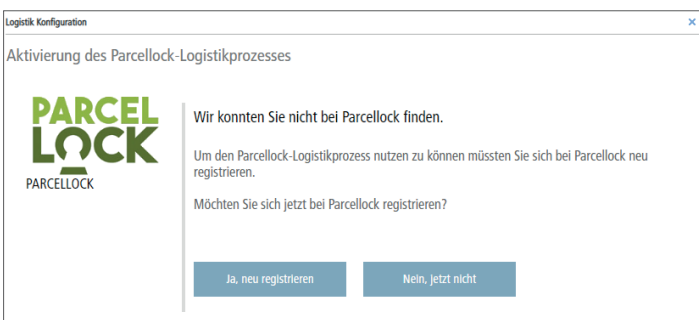 Logistik Konfiguration
×
Aktivierung des Parcellock-Logistikprozesses
PARCEL
LOCK
PARCELLOCK
Wir konnten Sie nicht bei Parcellock finden.
Um den Parcellock-Logistikprozess nutzen zu können müssten Sie sich bei Parcellock neu
registrieren.
Möchten Sie sich jetzt bei Parcellock registrieren?
Ja, neu registrieren
Nein, jetzt nicht